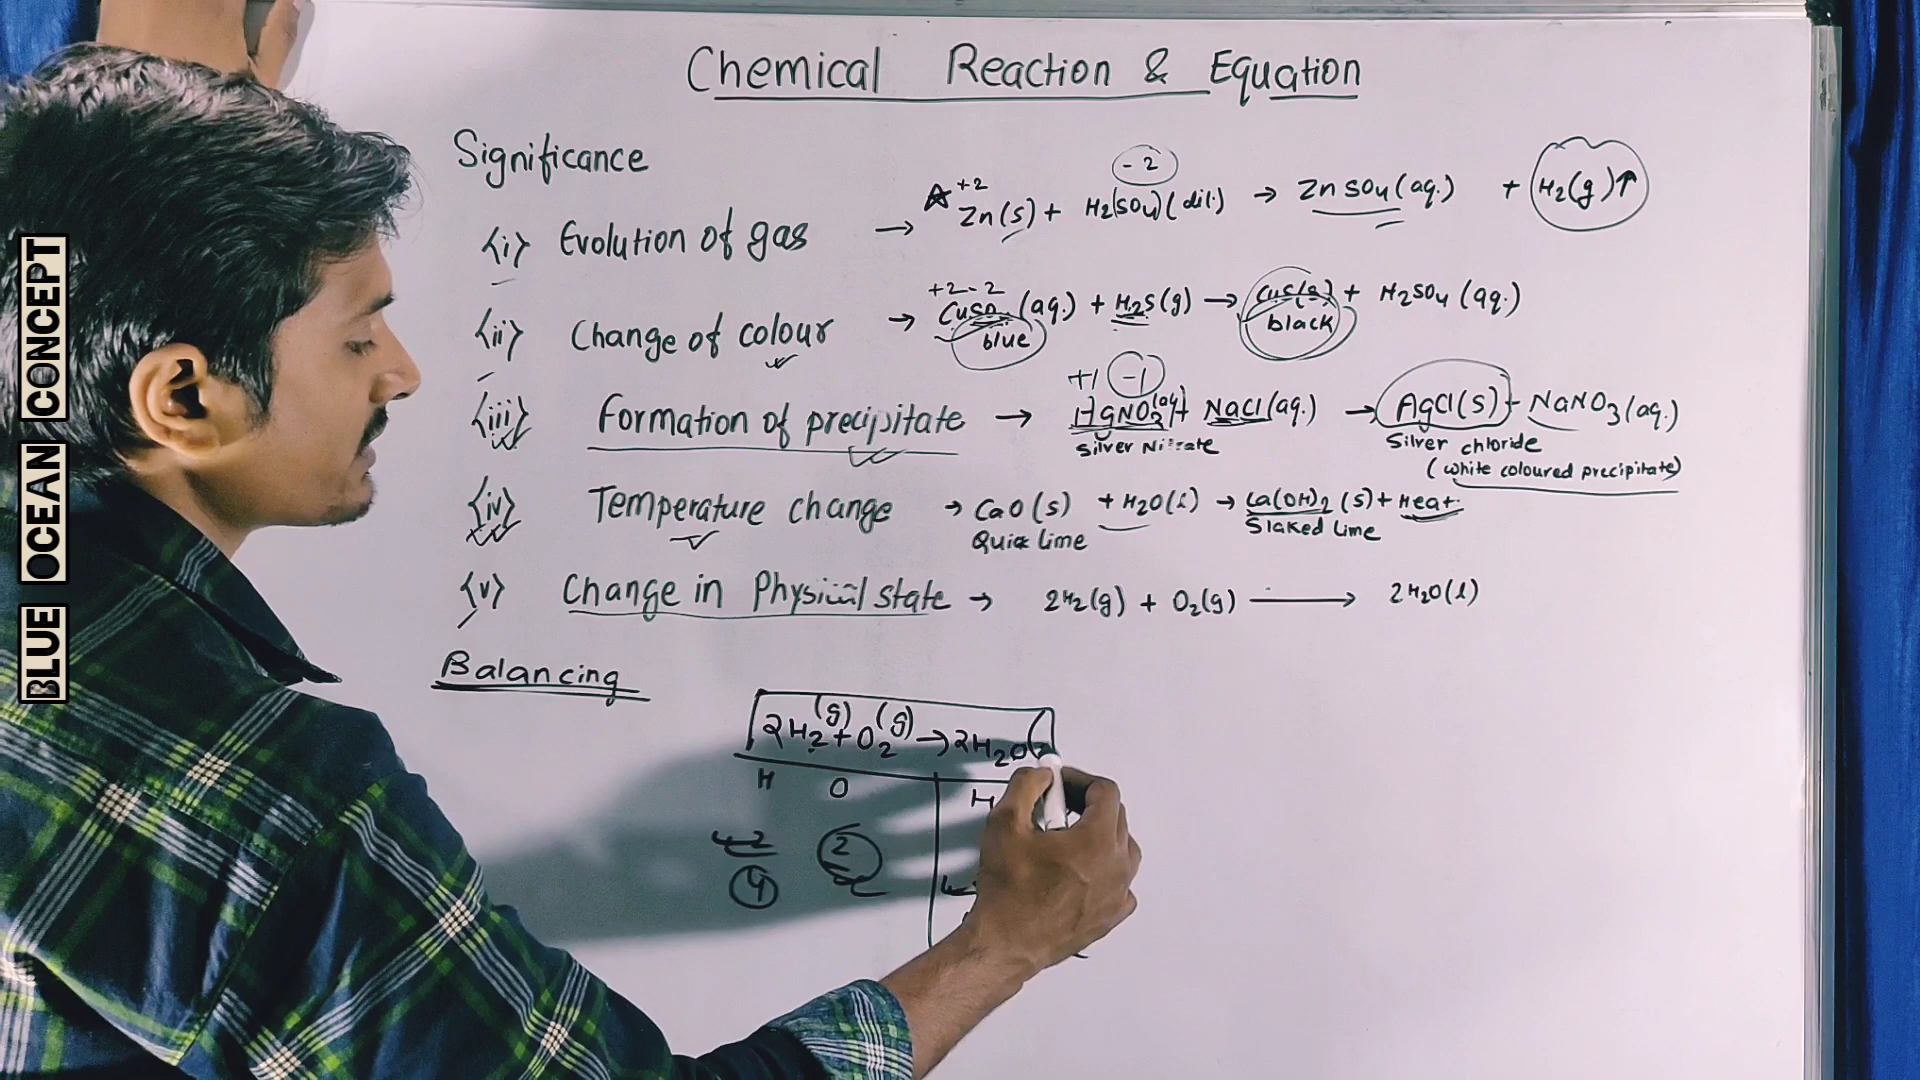 Chemical Reaction & Equation
Significance
<i> Evolution of gas → +2 Zn(s) + H₂(SO₄)(dil.) -2 → ZnSO₄(aq.) + H₂(g)↑
<ii> Change of colour → +2-2 CuSO₄(aq.) + H₂S(g) → CuS(s) + H₂SO₄(aq.)
blue black
<iii> Formation of precipitate → +1 -1 AgNO₃(aq) + NaCl(aq.) → AgCl(s) + NaNO₃(aq.)
Silver Nitrate Silver chloride
(white coloured precipitate)
<iv> Temperature change → CaO(s) + H₂O(l) → Ca(OH)₂(s) + Heat.
Quick lime Slaked Lime
<v> Change in Physical state → 2H₂(g) + O₂(g) → 2H₂O(l)
Balancing
2H₂(g) + O₂(g) → 2H₂O(
H O H
2 2
4
BLUE OCEAN CONCEPT